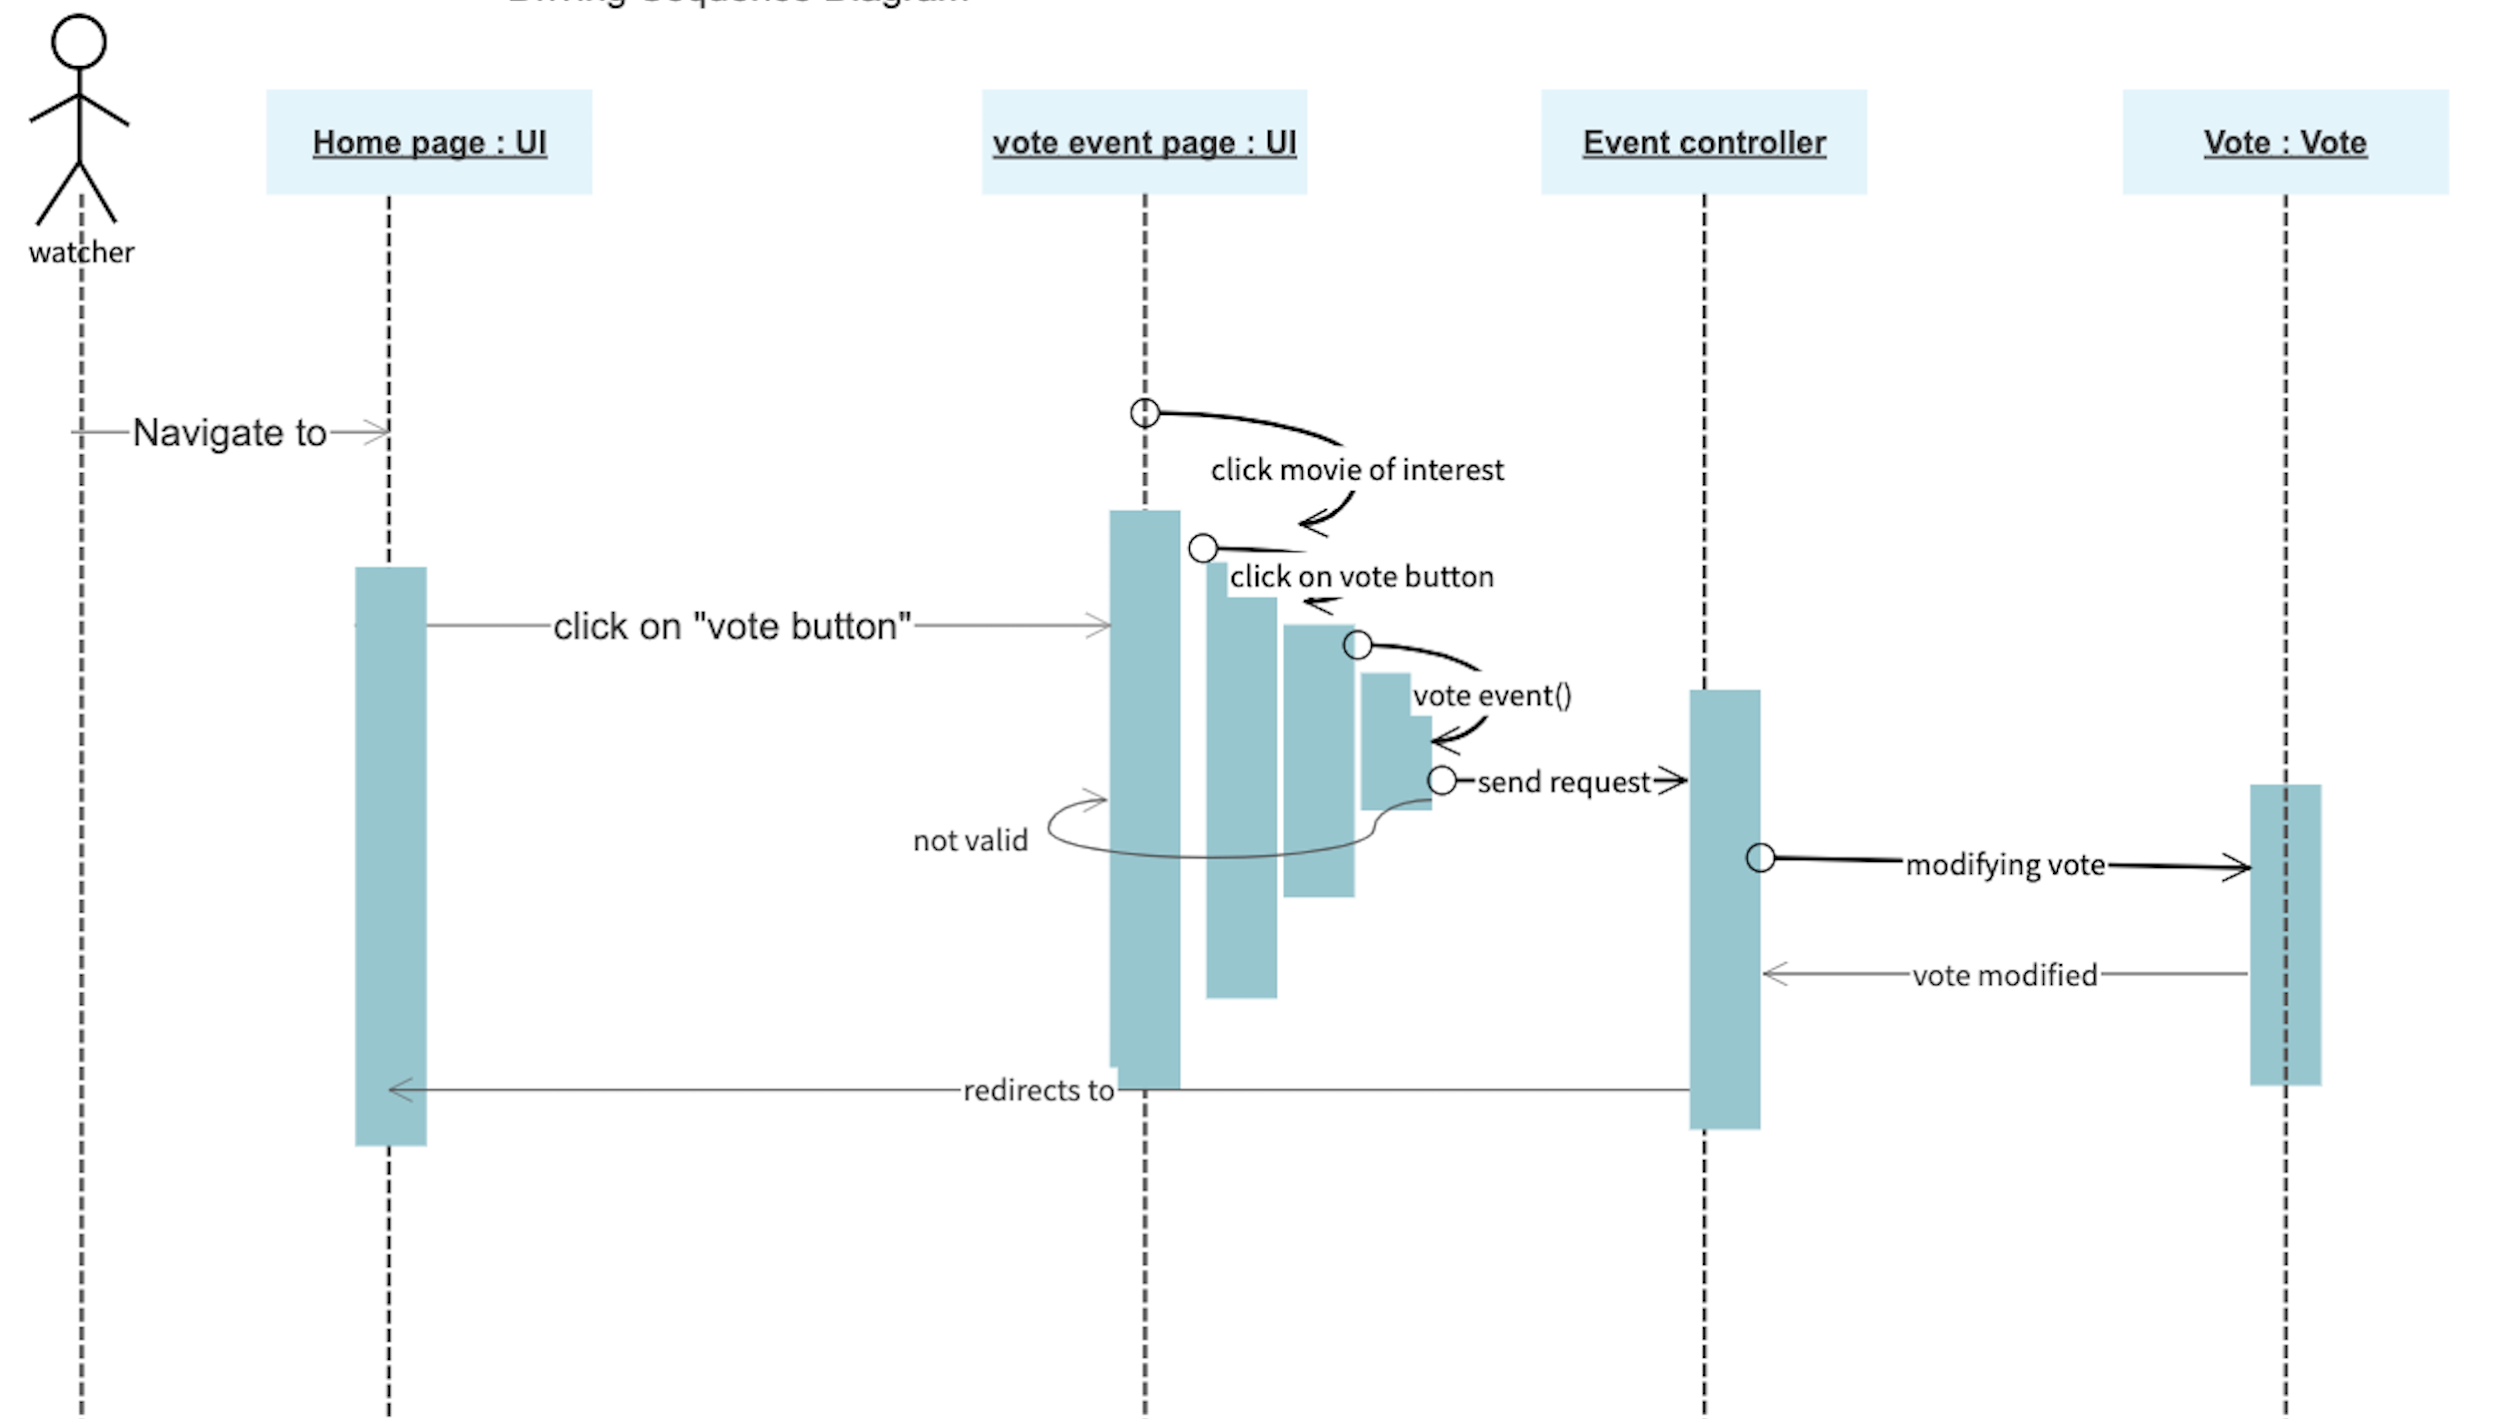 Sequence Diagram
Home page : UI
vote event page : UI
Event controller
Vote : Vote
watcher
Navigate to
click movie of interest
click on vote button
click on "vote button"
vote event()
send request
not valid
modifying vote
vote modified
redirects to